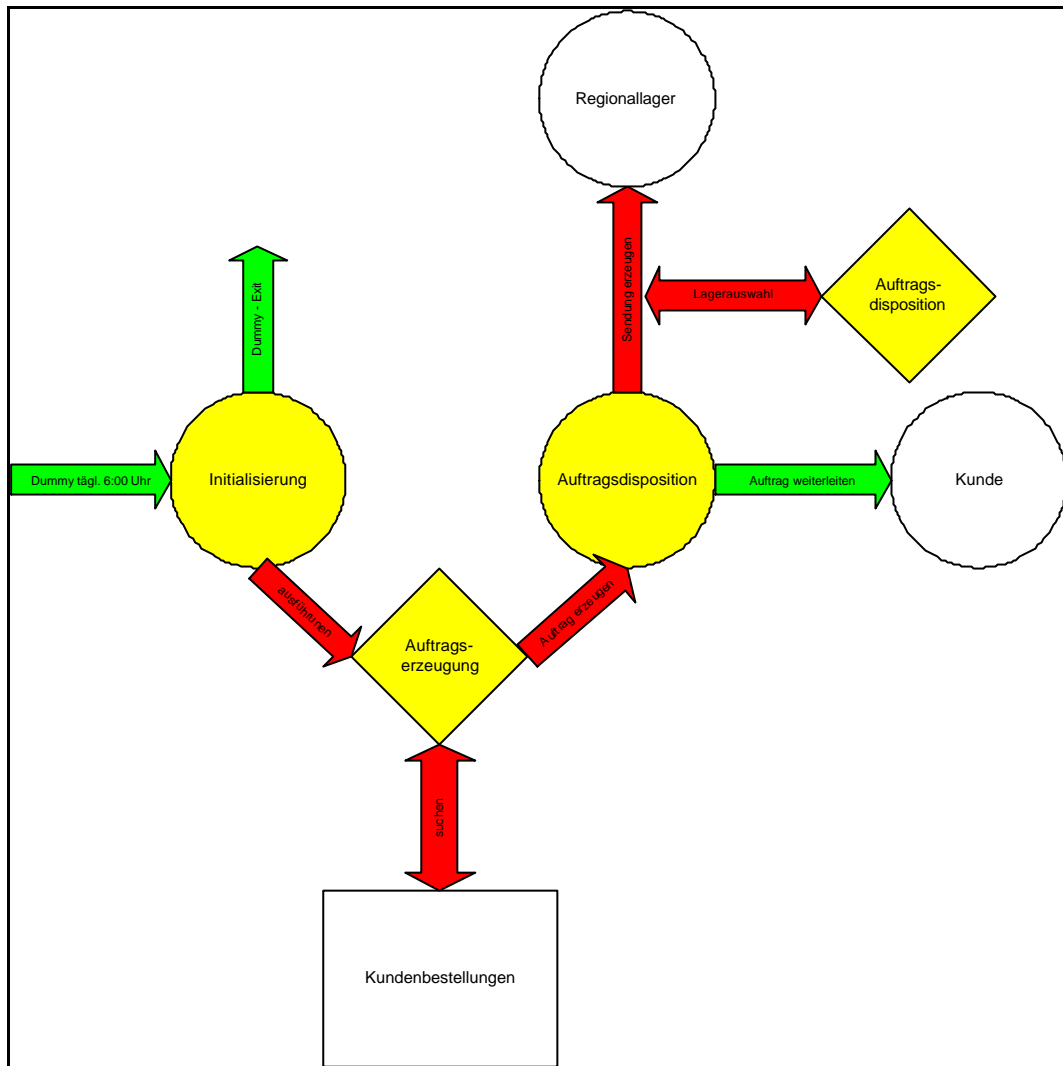 Regionallager
Sendung erzeugen
Lagerauswahl
Auftrags-
disposition
Dummy - Exit
Dummy tägl. 6:00 Uhr
Initialisierung
Auftragsdisposition
Auftrag weiterleiten
Kunde
ausführunen
Auftrag erzeugen
Auftrags-
erzeugung
suchen
Kundenbestellungen